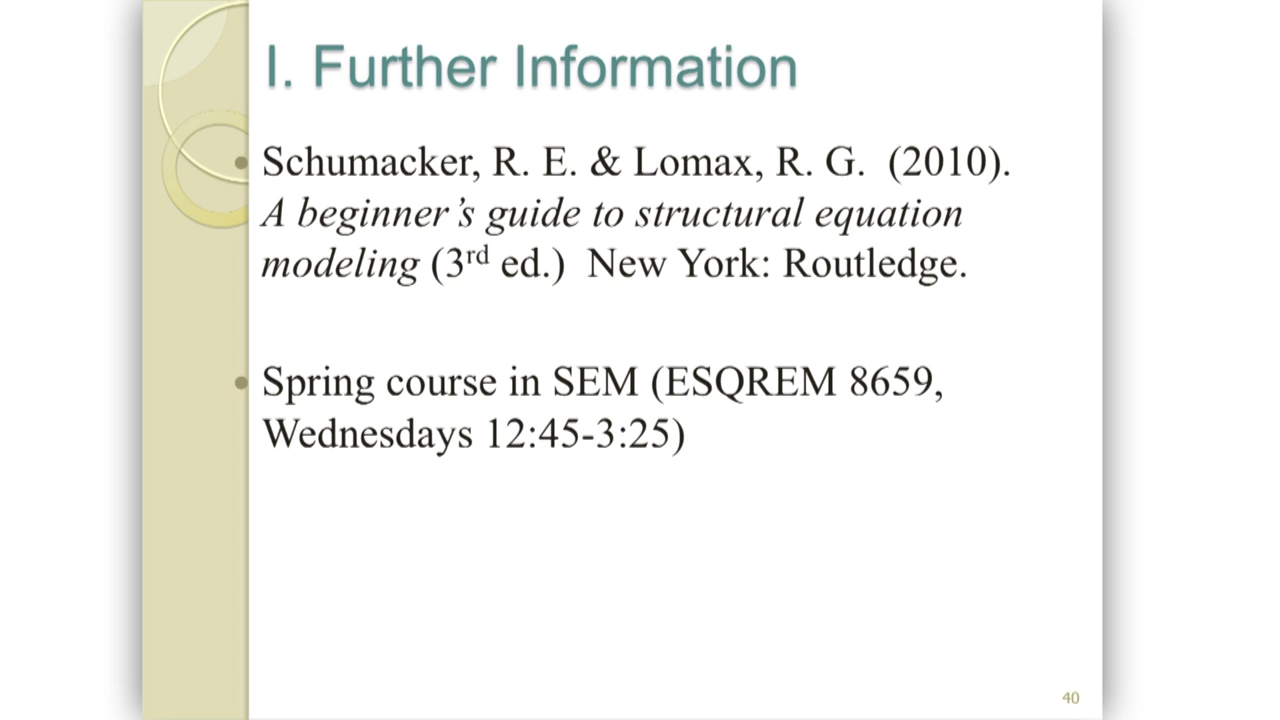 I. Further Information
Schumacker, R. E. & Lomax, R. G. (2010).
A beginner's guide to structural equation
modeling (3rd ed.) New York: Routledge.
Spring course in SEM (ESQREM 8659,
Wednesdays 12:45-3:25)
40